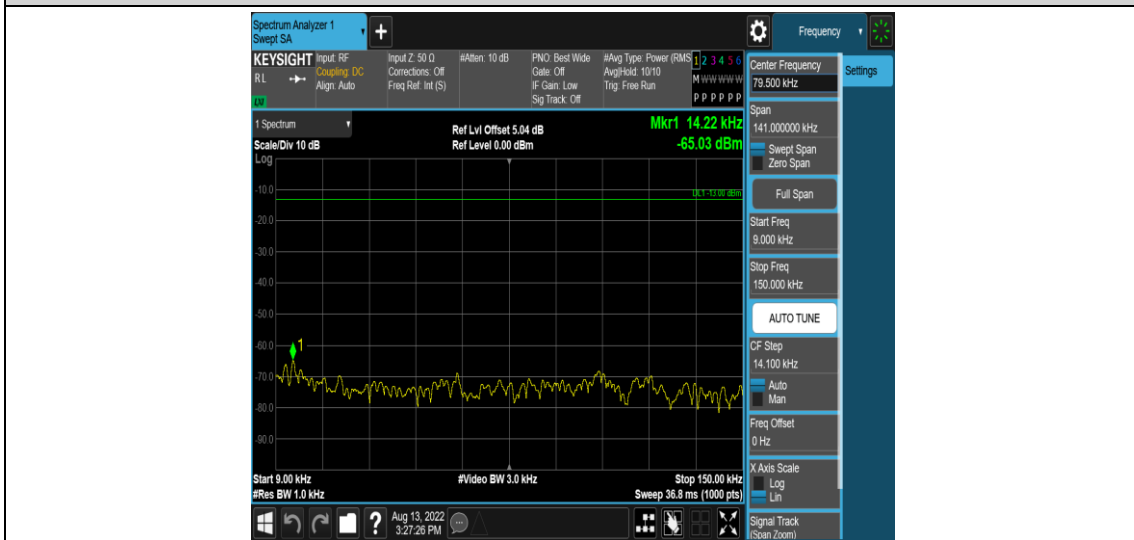 Spectrum Analyzer 1
Swept SA
+
Frequency
KEYSIGHT
RL
LXI
Input: RF
Coupling: DC
Align: Auto
Input Z: 50 Ω
Corrections: Off
Freq Ref: Int (S)
#Atten: 10 dB
PNO: Best Wide
Gate: Off
IF Gain: Low
Sig Track: Off
#Avg Type: Power (RMS
Avg|Hold: 10/10
Trig: Free Run
1 2 3 4 5 6
M W W W W W
P P P P P P
1 Spectrum
Scale/Div 10 dB
Log
Ref Lvl Offset 5.04 dB
Ref Level 0.00 dBm
Mkr1 14.22 kHz
-65.03 dBm
DL1 -13.00 dBm
-10.0
-20.0
-30.0
-40.0
-50.0
-60.0
1
-70.0
-80.0
-90.0
Start 9.00 kHz
#Res BW 1.0 kHz
#Video BW 3.0 kHz
Stop 150.00 kHz
Sweep 36.8 ms (1000 pts)
Center Frequency
79.500 kHz
Settings
Span
141.000000 kHz
Swept Span
Zero Span
Full Span
Start Freq
9.000 kHz
Stop Freq
150.000 kHz
AUTO TUNE
CF Step
14.100 kHz
Auto
Man
Freq Offset
0 Hz
X Axis Scale
Log
Lin
Signal Track
(Span Zoom)
?
Aug 13, 2022
3:27:26 PM